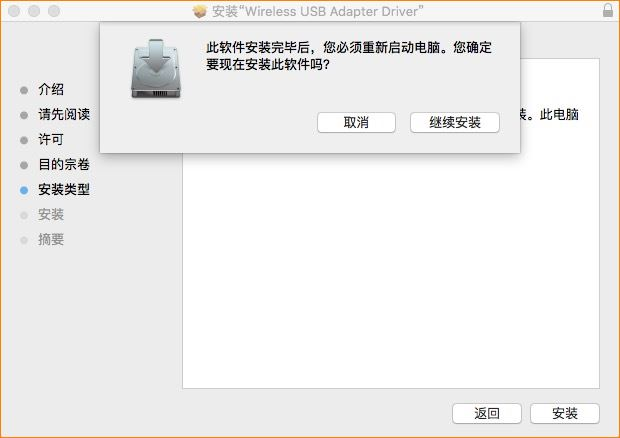 安装“Wireless USB Adapter Driver”
此软件安装完毕后，您必须重新启动电脑。您确定
要现在安装此软件吗？
取消
继续安装
介绍
请先阅读
许可
目的宗卷
安装类型
安装
摘要
装。此电脑
返回
安装